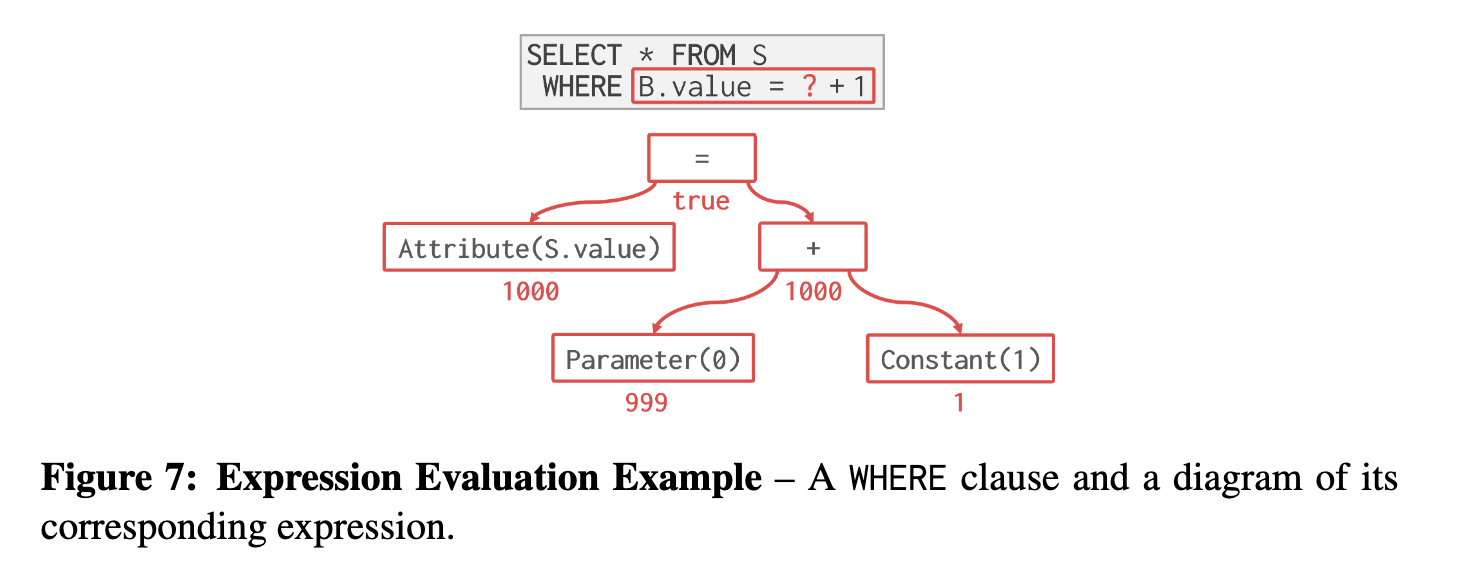 SELECT * FROM S
WHERE B.value = ? + 1
=
true
Attribute(S.value)
+
1000
1000
Parameter(0)
Constant(1)
999
1
Figure 7: Expression Evaluation Example – A WHERE clause and a diagram of its
corresponding expression.